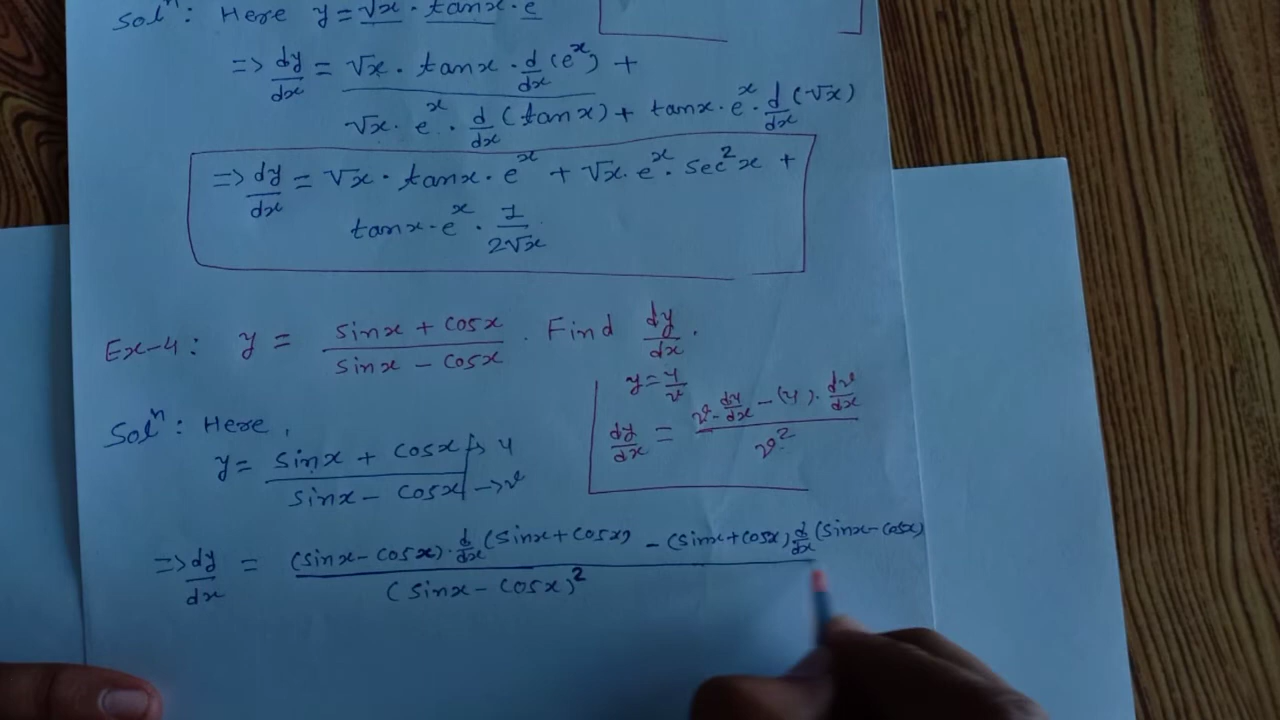 Solⁿ: Here y = √x · tanx · e
=> dy/dx = √x · tanx · d/dx (eˣ) +
√x · eˣ · d/dx (tanx) + tanx · eˣ · d/dx (√x)
=> dy/dx = √x · tanx · eˣ + √x · eˣ · sec²x +
tanx · eˣ · 1/2√x
Ex-4: y = sinx + cosx / sinx - cosx . Find dy/dx .
y = u/v
Solⁿ: Here,
dy/dx = v · du/dx - (u) · dv/dx / v²
y = sinx + cosx → u / sinx - cosx → v
=> dy/dx = (sinx - cosx) · d/dx (sinx + cosx) - (sinx + cosx) d/dx (sinx - cosx) / (sinx - cosx)²